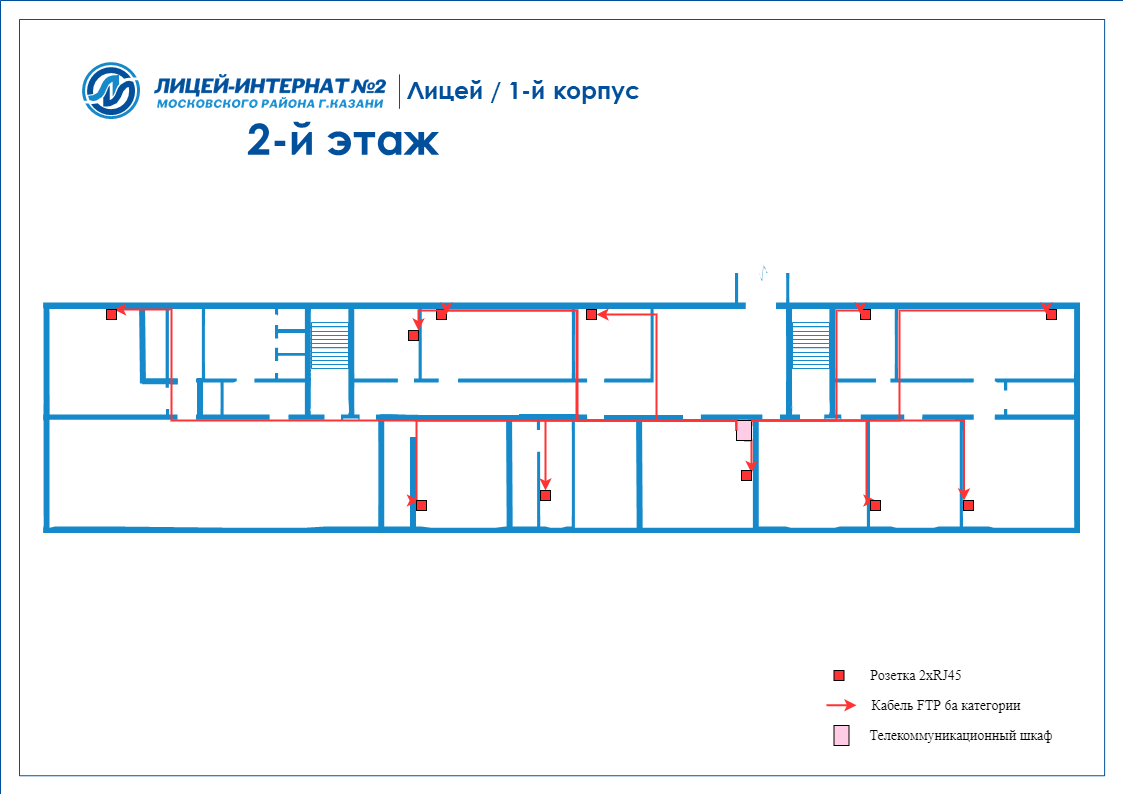 ЛИЦЕЙ-ИНТЕРНАТ №2
МОСКОВСКОГО РАЙОНА Г.КАЗАНИ
Лицей / 1-й корпус
2-й этаж
Розетка 2xRJ45
Кабель FTP 6а категории
Телекоммуникационный шкаф